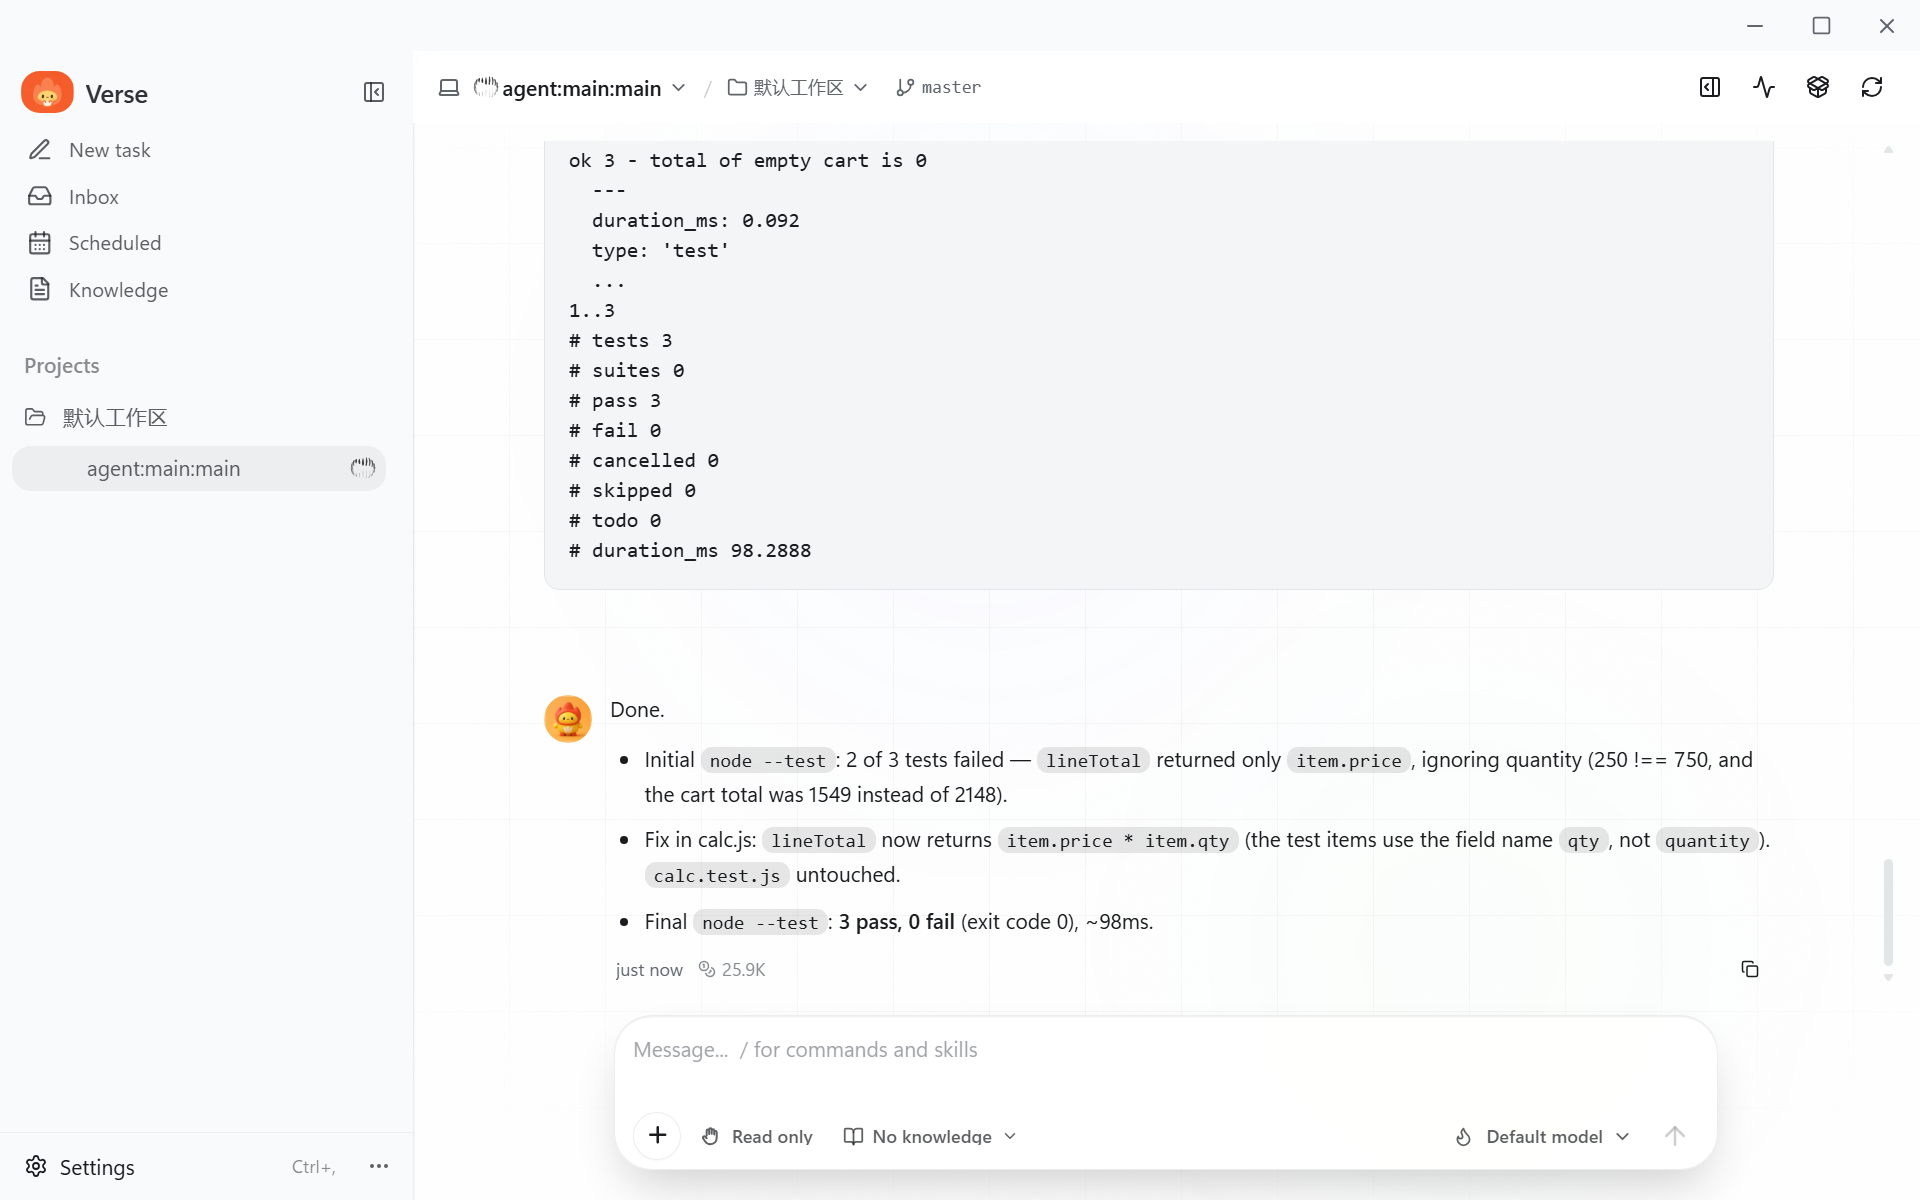 Verse
New task
Inbox
Scheduled
Knowledge
Projects
默认工作区
agent:main:main
Settings
Ctrl+,
agent:main:main / 默认工作区 master
ok 3 - total of empty cart is 0
---
duration_ms: 0.092
type: 'test'
...
1..3
# tests 3
# suites 0
# pass 3
# fail 0
# cancelled 0
# skipped 0
# todo 0
# duration_ms 98.2888
Done.
Initial node --test: 2 of 3 tests failed — lineTotal returned only item.price, ignoring quantity (250 !== 750, and
the cart total was 1549 instead of 2148).
Fix in calc.js: lineTotal now returns item.price * item.qty (the test items use the field name qty, not quantity).
calc.test.js untouched.
Final node --test: 3 pass, 0 fail (exit code 0), ~98ms.
just now 25.9K
Message... / for commands and skills
Read only No knowledge Default model